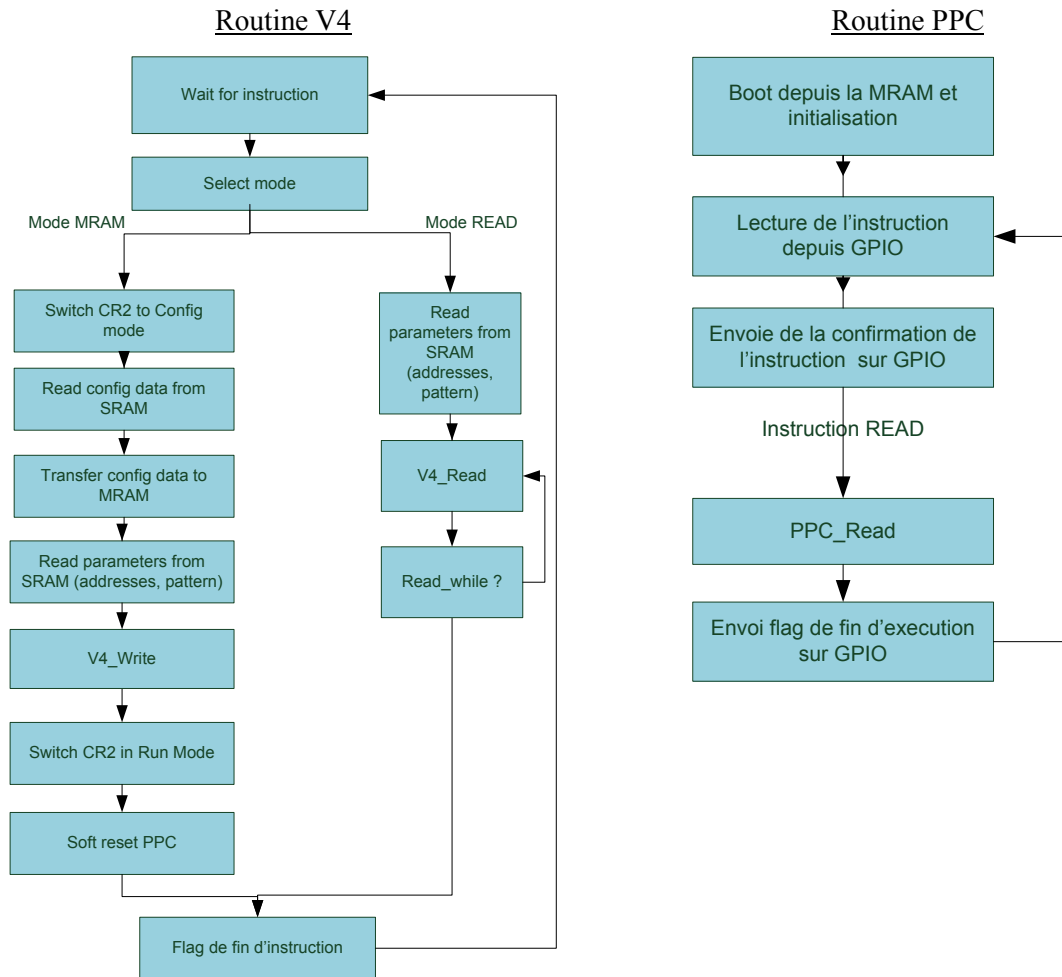 Routine V4
Wait for instruction
Select mode
Mode MRAM
Mode READ
Switch CR2 to Config
mode
Read config data from
SRAM
Transfer config data to
MRAM
Read parameters from
SRAM (addresses, pattern)
V4_Write
Switch CR2 in Run Mode
Soft reset PPC
Read
parameters from
SRAM
(addresses,
pattern)
V4_Read
Read_while ?
Flag de fin d’instruction
Routine PPC
Boot depuis la MRAM et
initialisation
Lecture de l’instruction
depuis GPIO
Envoie de la confirmation de
l’instruction sur GPIO
Instruction READ
PPC_Read
Envoi flag de fin d’execution
sur GPIO